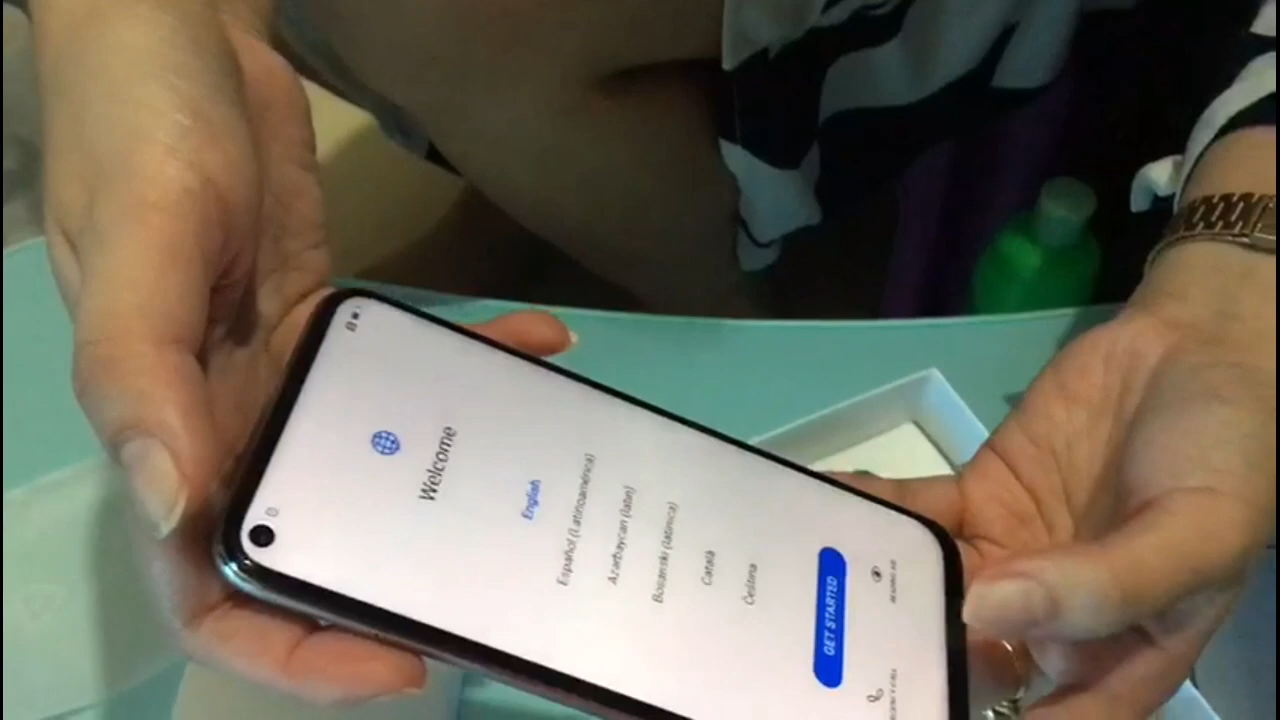 Welcome
English
Español (Latinoamérica)
Azərbaycan (latın)
Bosanski (latinica)
Català
Čeština
GET STARTED